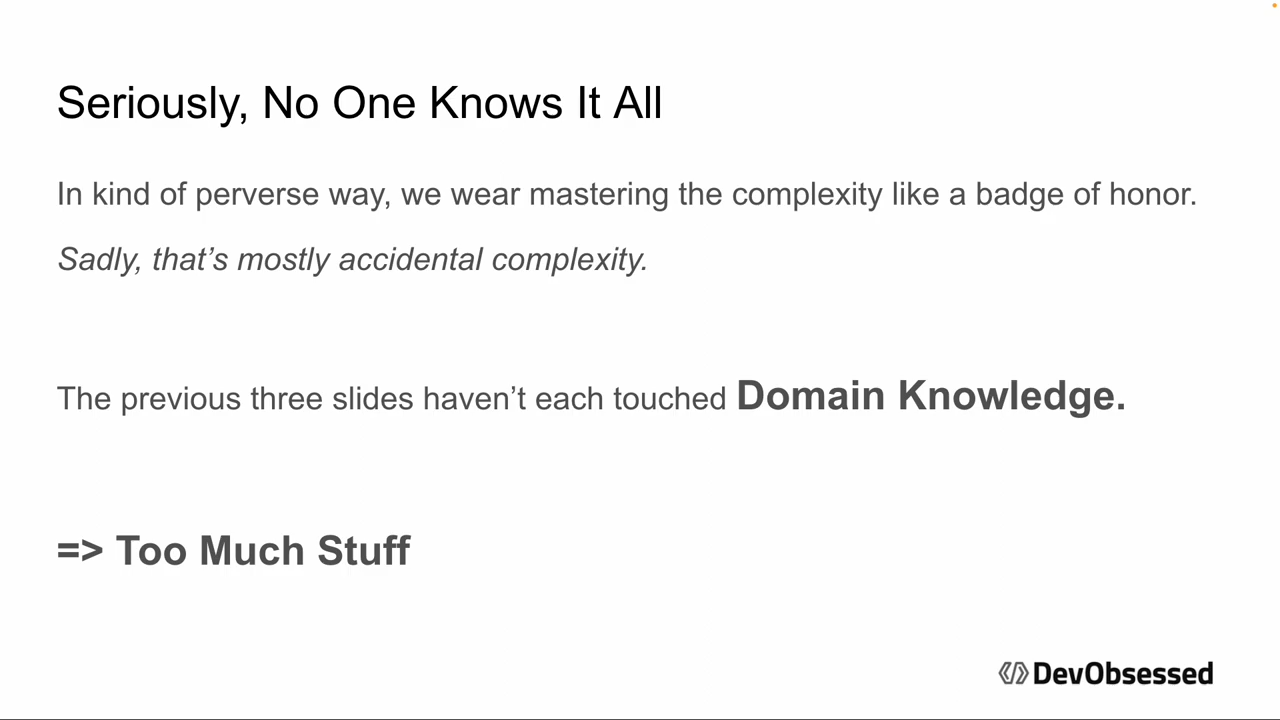 Seriously, No One Knows It All
In kind of perverse way, we wear mastering the complexity like a badge of honor.
Sadly, that’s mostly accidental complexity.
The previous three slides haven’t each touched Domain Knowledge.
=> Too Much Stuff
</> DevObsessed